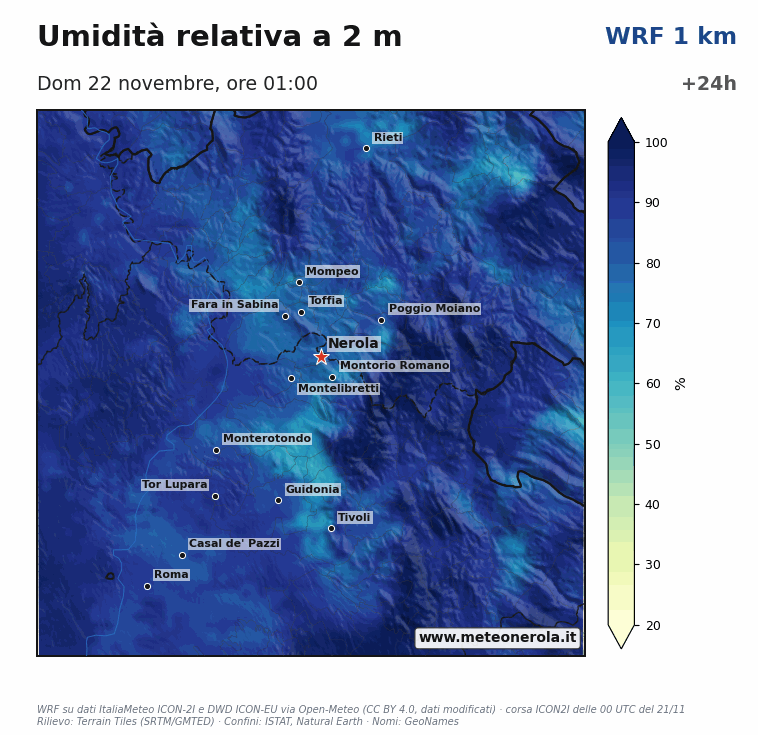 Umidità relativa a 2 m
WRF 1 km
Dom 22 novembre, ore 01:00
+24h
Rieti
Mompeo
Toffia
Fara in Sabina
Poggio Moiano
Nerola
Montorio Romano
Montelibretti
Monterotondo
Tor Lupara
Guidonia
Tivoli
Casal de' Pazzi
Roma
www.meteonerola.it
100
90
80
70
60
50
40
30
20
%
WRF su dati ItaliaMeteo ICON-2I e DWD ICON-EU via Open-Meteo (CC BY 4.0, dati modificati) · corsa ICON2I delle 00 UTC del 21/11
Rilievo: Terrain Tiles (SRTM/GMTED) · Confini: ISTAT, Natural Earth · Nomi: GeoNames